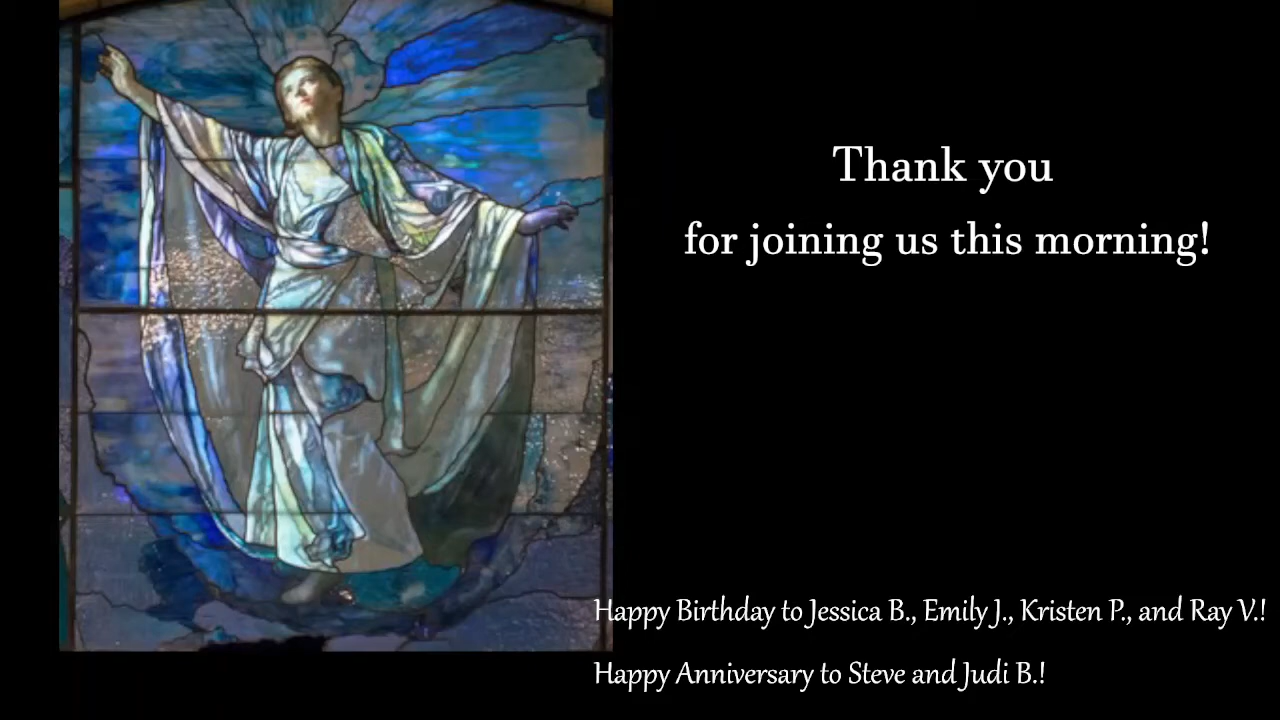 Thank you
for joining us this morning!
Happy Birthday to Jessica B., Emily J., Kristen P., and Ray V.!
Happy Anniversary to Steve and Judi B.!